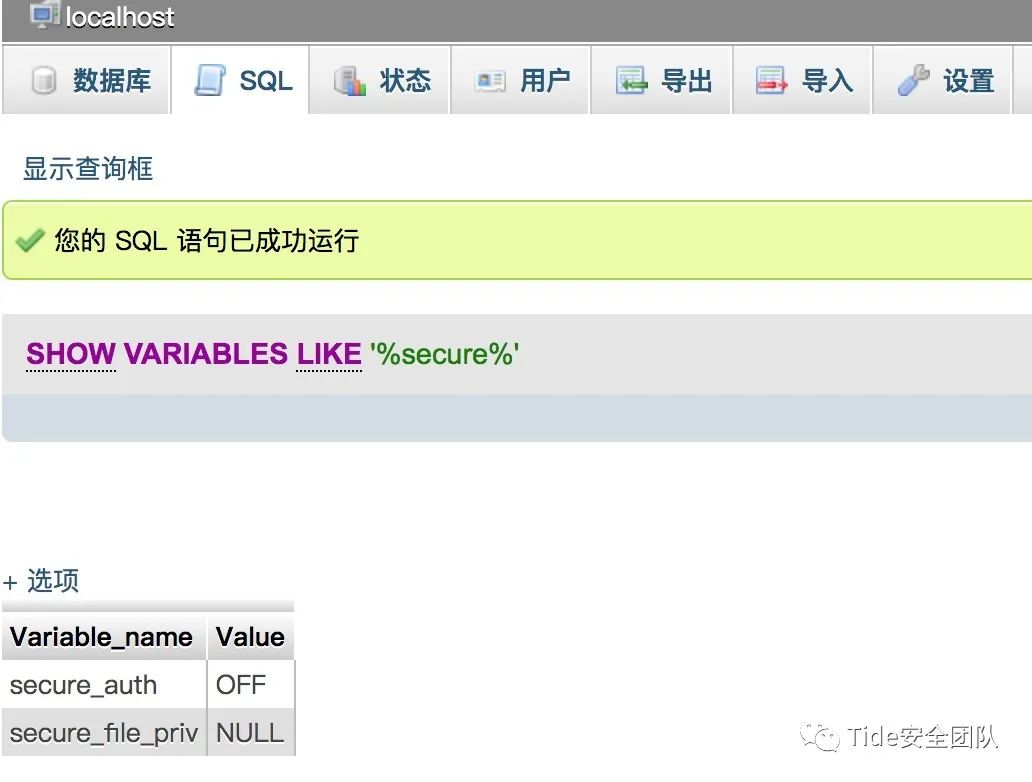 localhost
数据库 SQL 状态 用户 导出 导入 设置
显示查询框
您的 SQL 语句已成功运行
SHOW VARIABLES LIKE '%secure%'
+ 选项
Variable_name Value
secure_auth OFF
secure_file_priv NULL
Tide安全团队